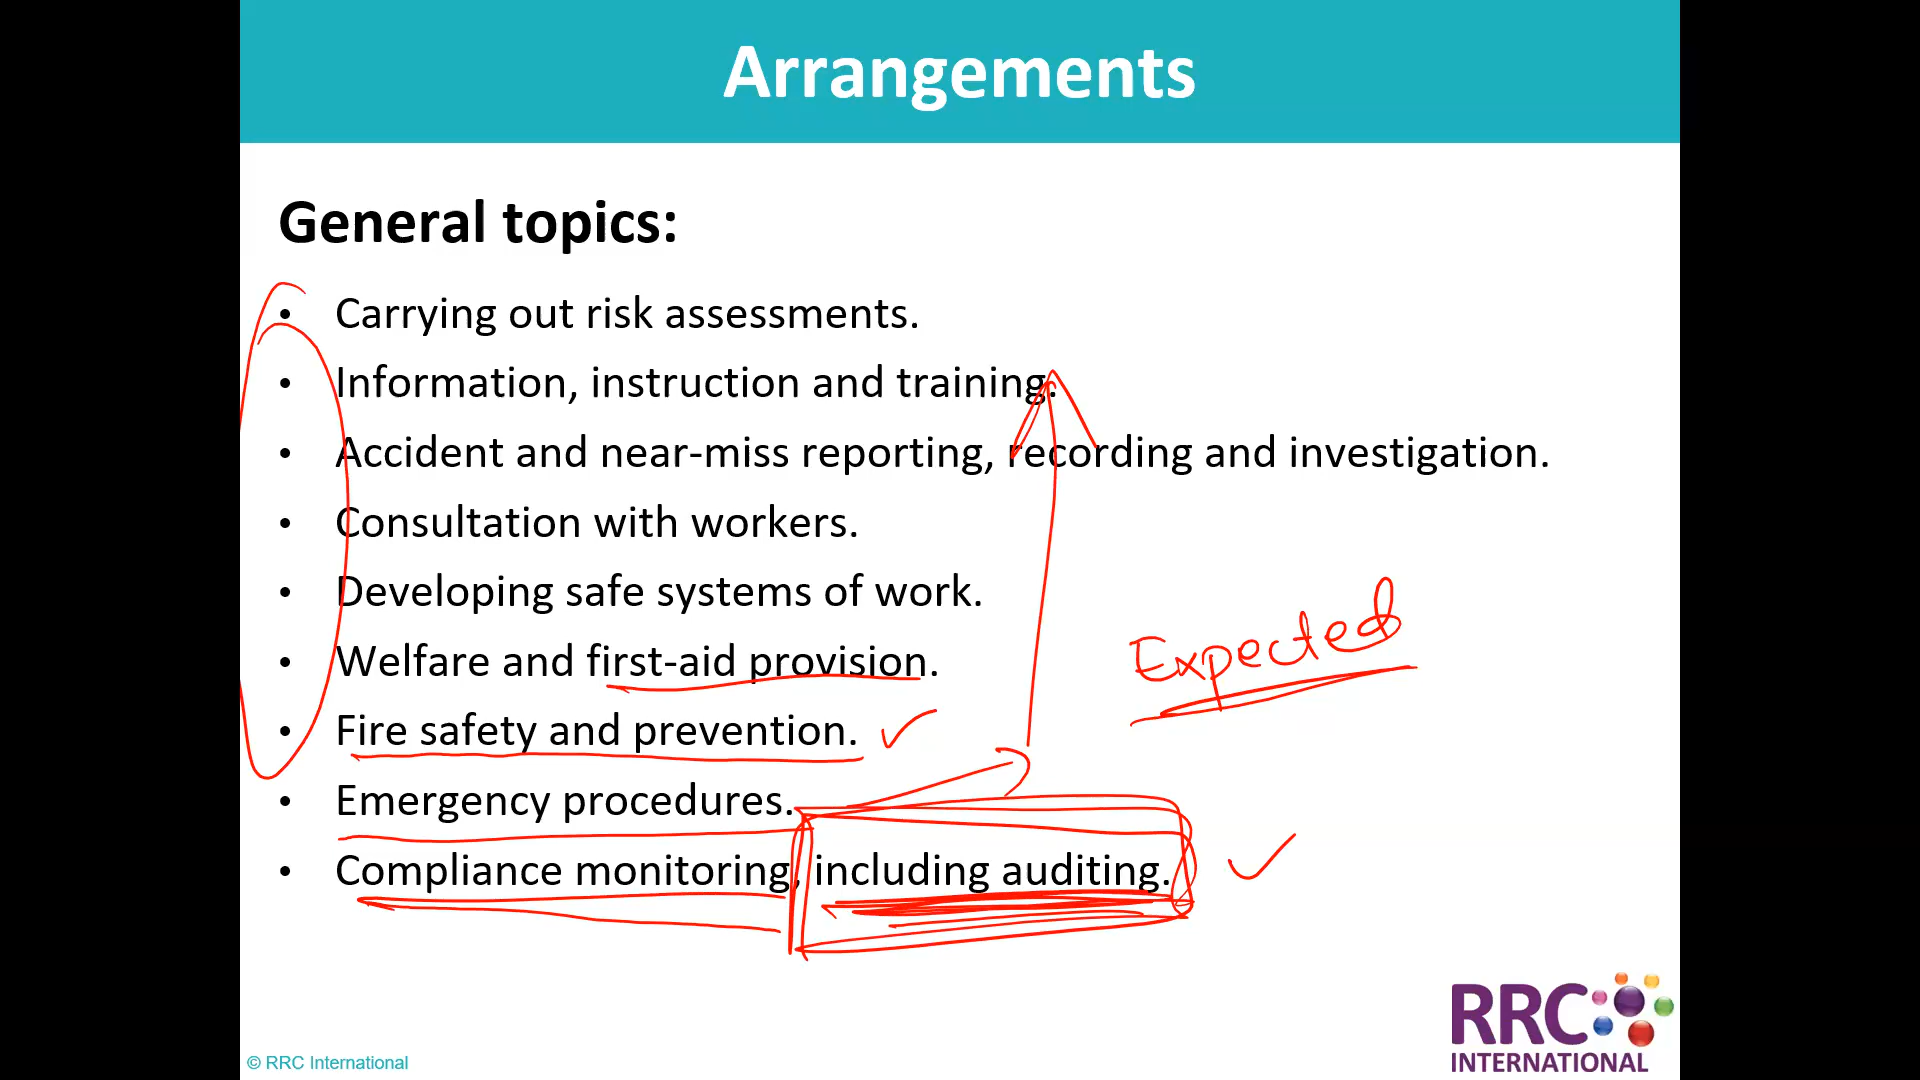 Arrangements
General topics:
• Carrying out risk assessments.
• Information, instruction and training.
• Accident and near-miss reporting, recording and investigation.
• Consultation with workers.
• Developing safe systems of work.
Expected
• Welfare and first-aid provision.
• Fire safety and prevention.
• Emergency procedures.
• Compliance monitoring, including auditing.
RRC
INTERNATIONAL
© RRC International